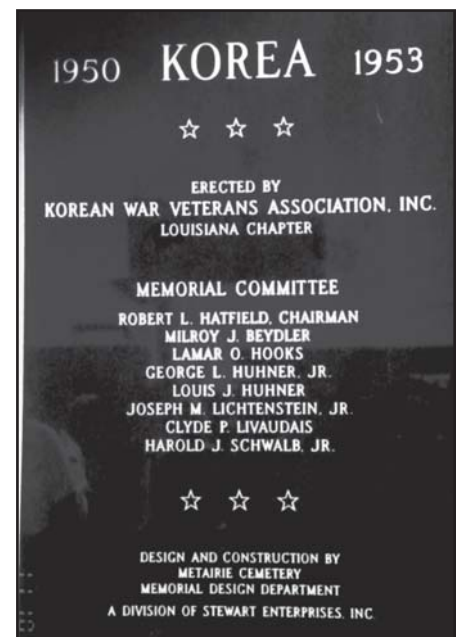 1950 KOREA 1953
ERECTED BY
KOREAN WAR VETERANS ASSOCIATION, INC.
LOUISIANA CHAPTER
MEMORIAL COMMITTEE
ROBERT L. HATFIELD, CHAIRMAN
MILROY J. BEYDLER
LAMAR O. HOOKS
GEORGE L. HUHNER, JR.
LOUIS J. HUHNER
JOSEPH M. LICHTENSTEIN, JR.
CLYDE P. LIVAUDAIS
HAROLD J. SCHWALB, JR.
DESIGN AND CONSTRUCTION BY
METAIRIE CEMETERY
MEMORIAL DESIGN DEPARTMENT
A DIVISION OF STEWART ENTERPRISES, INC.